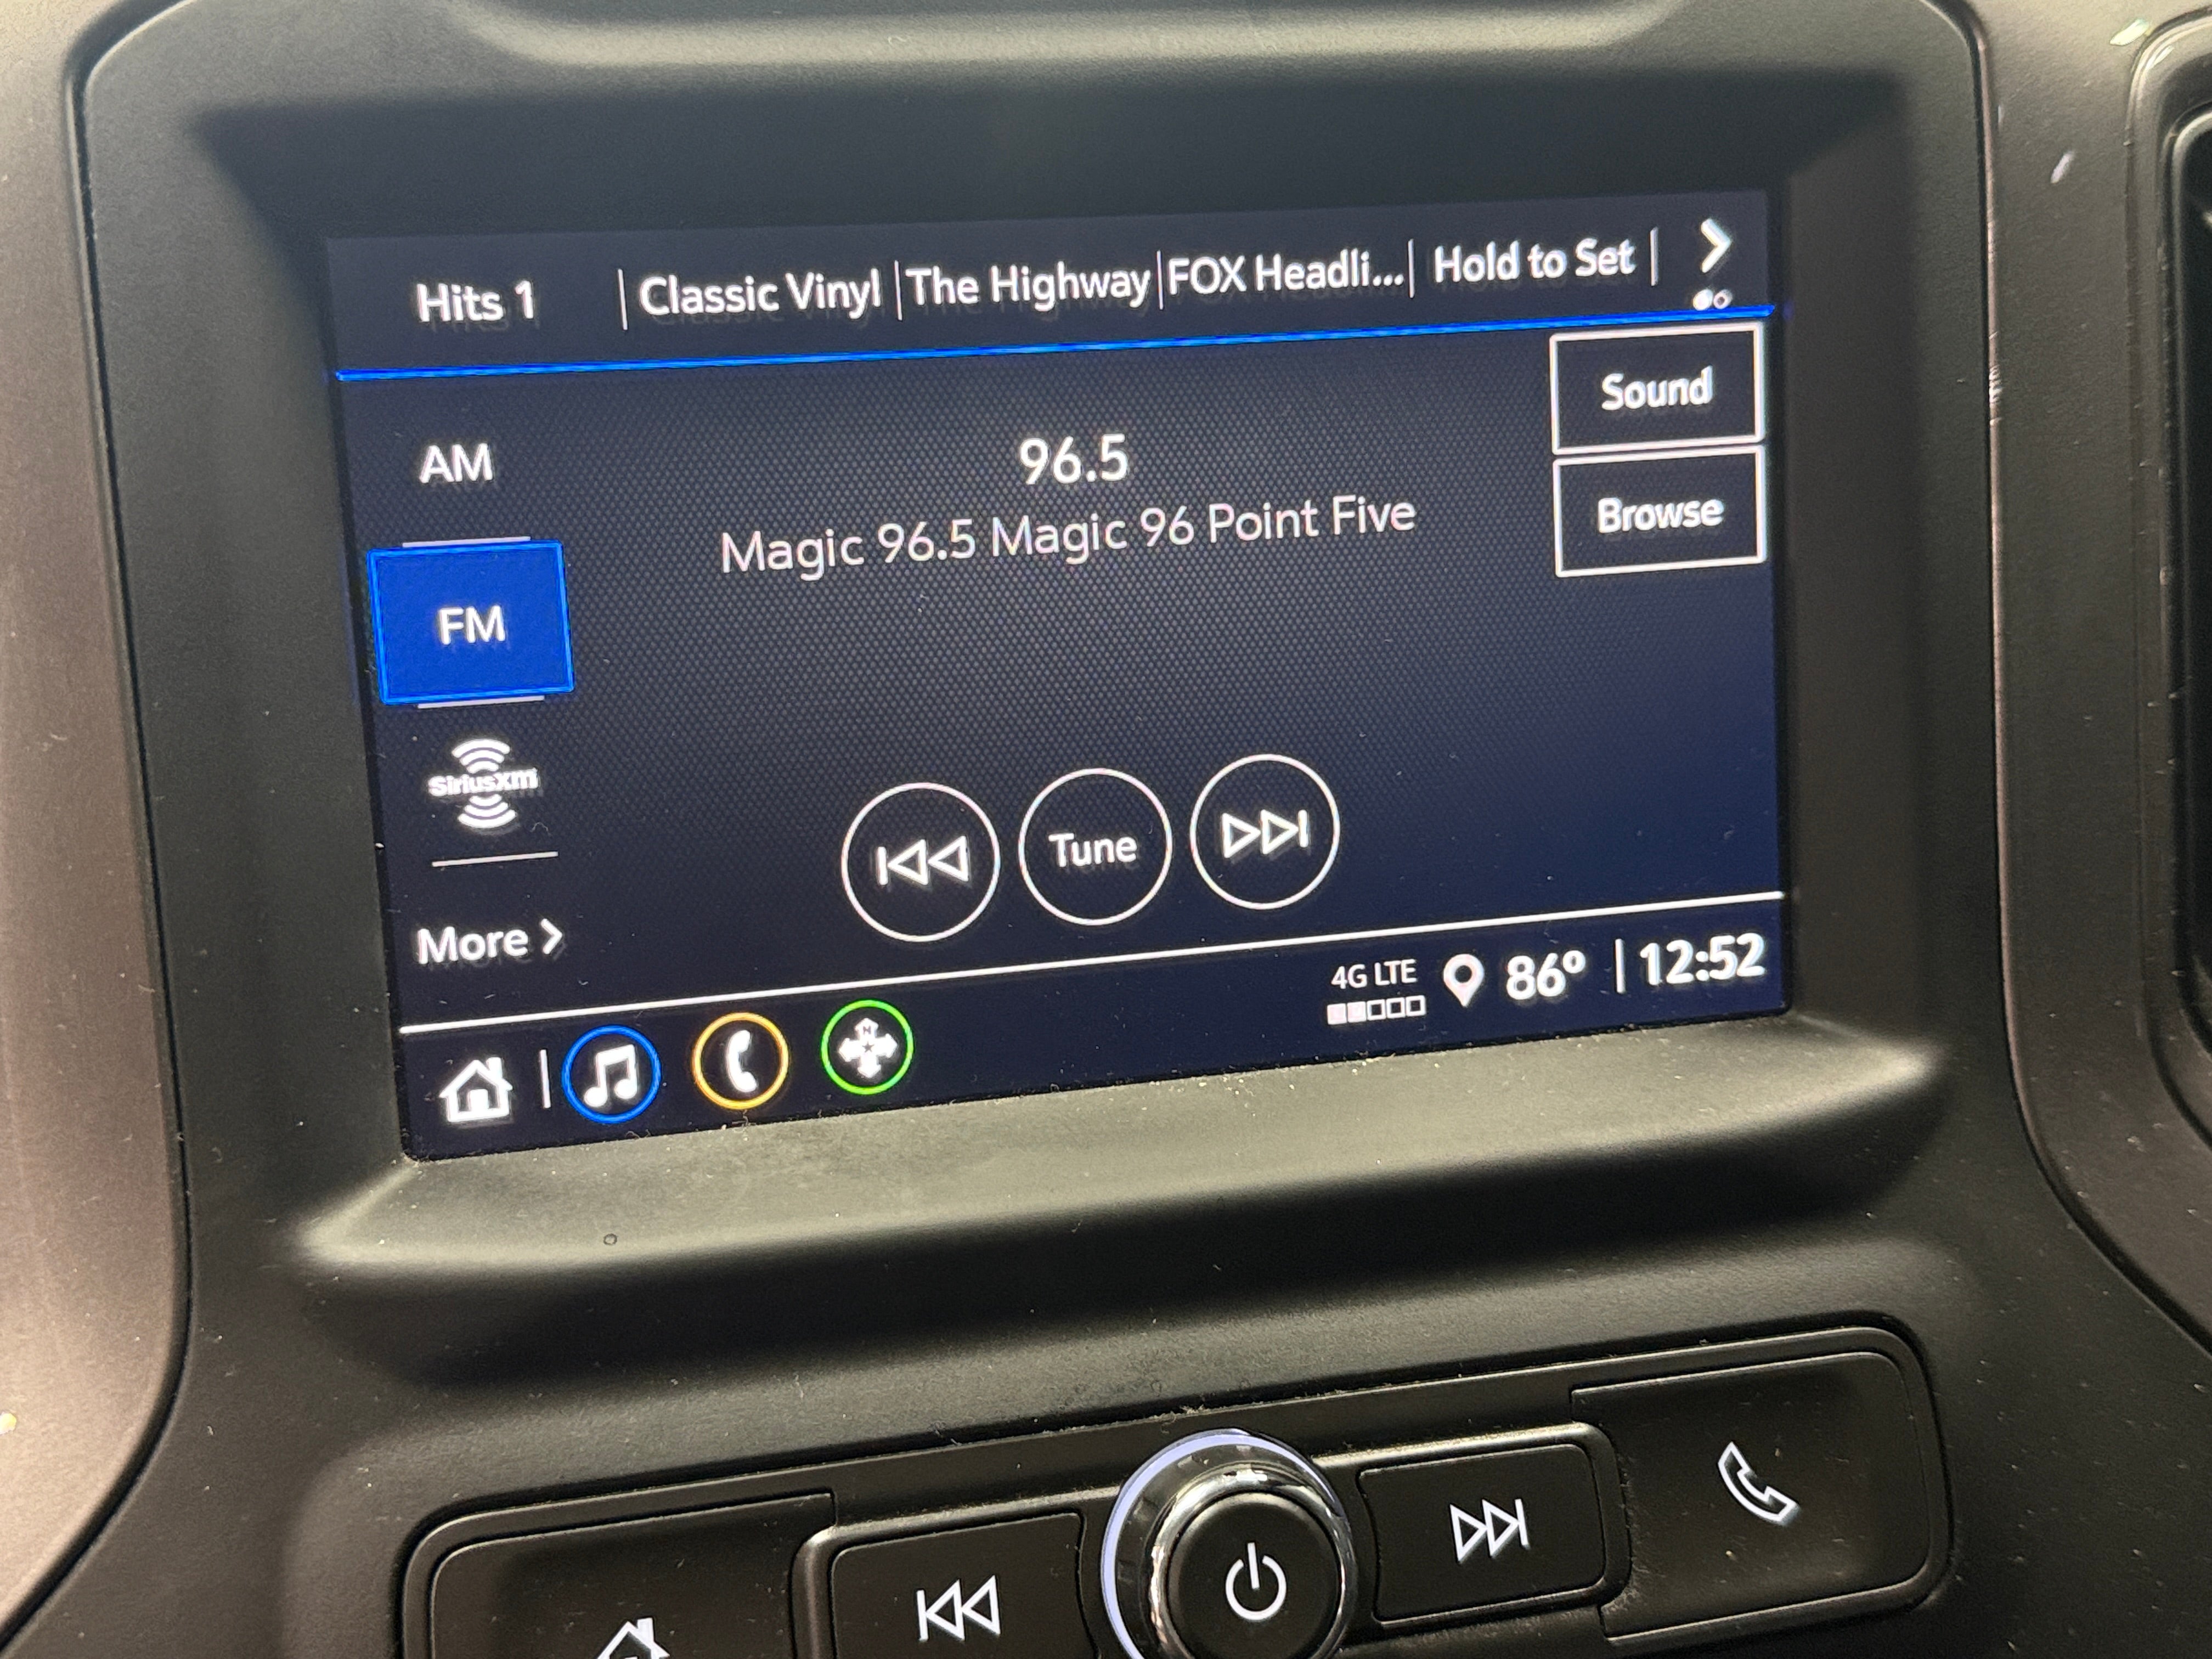 Hits 1 | Classic Vinyl | The Highway | FOX Headli... | Hold to Set |
Sound
AM
96.5
Magic 96.5 Magic 96 Point Five
Browse
FM
SiriusXM
Tune
More >
4G LTE 86° | 12:52
N